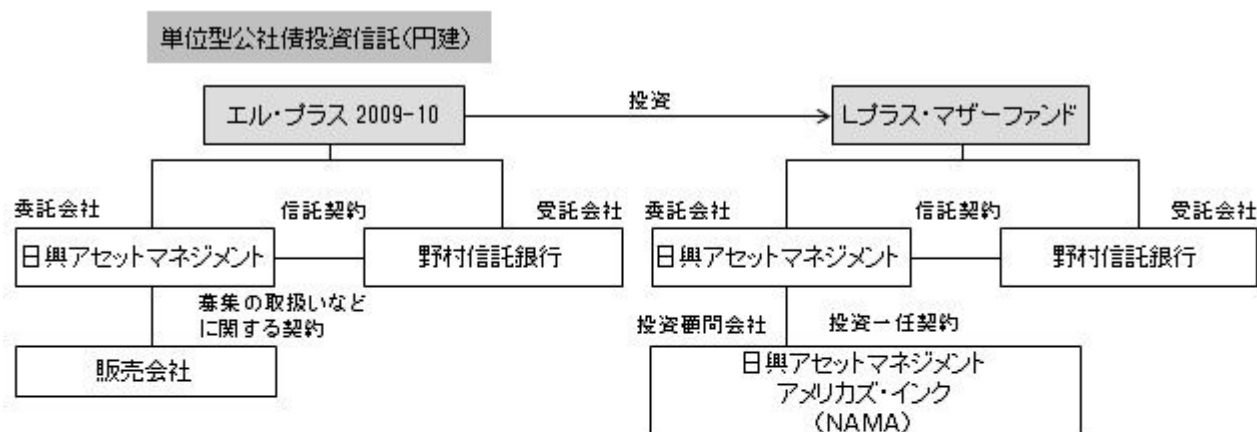 単位型公社債投資信託(円建)
エル・プラス 2009-10
投資
Lプラス・マザーファンド
委託会社
信託契約
受託会社
日興アセットマネジメント
野村信託銀行
募集の取扱いなど
に関する契約
販売会社
委託会社
信託契約
受託会社
日興アセットマネジメント
野村信託銀行
投資顧問会社
投資一任契約
日興アセットマネジメント
アメリカズ・インク
(NAMA)